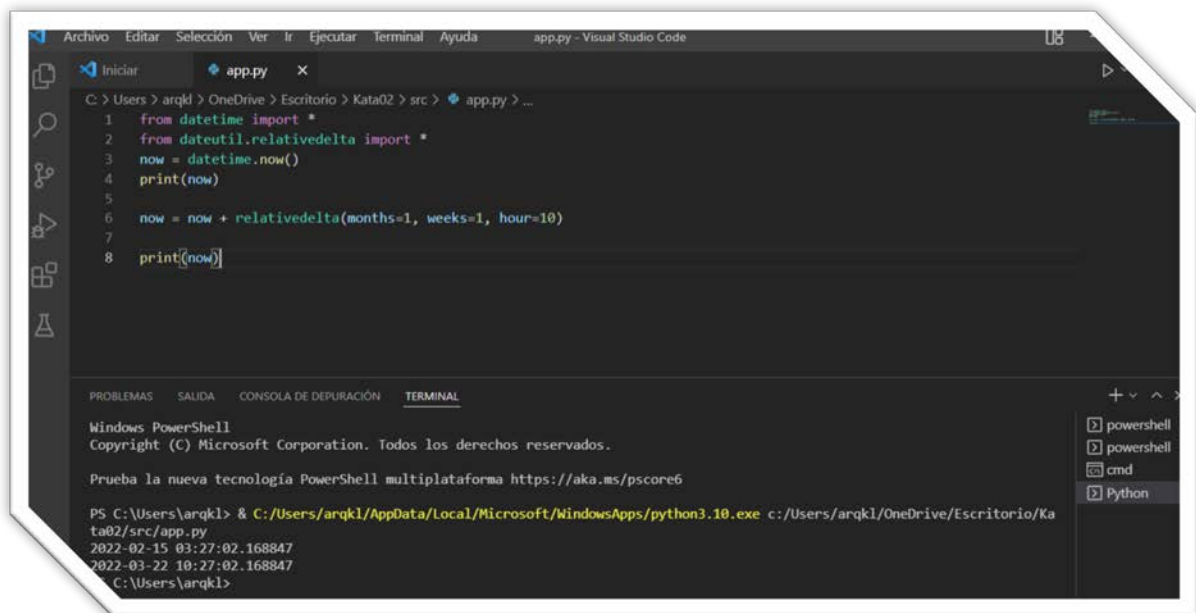 Archivo Editar Selección Ver Ir Ejecutar Terminal Ayuda app.py - Visual Studio Code
Iniciar app.py
C: > Users > arqkl > OneDrive > Escritorio > Kata02 > src > app.py > ...
1 from datetime import *
2 from dateutil.relativedelta import *
3 now = datetime.now()
4 print(now)
5
6 now = now + relativedelta(months=1, weeks=1, hour=10)
7
8 print(now)
PROBLEMAS SALIDA CONSOLA DE DEPURACIÓN TERMINAL
Windows PowerShell
Copyright (C) Microsoft Corporation. Todos los derechos reservados.
Prueba la nueva tecnología PowerShell multiplataforma https://aka.ms/pscore6
PS C:\Users\arqkl> & C:/Users/arqkl/AppData/Local/Microsoft/WindowsApps/python3.10.exe c:/Users/arqkl/OneDrive/Escritorio/Ka
ta02/src/app.py
2022-02-15 03:27:02.168847
2022-03-22 10:27:02.168847
C:\Users\arqkl>
powershell
powershell
cmd
Python